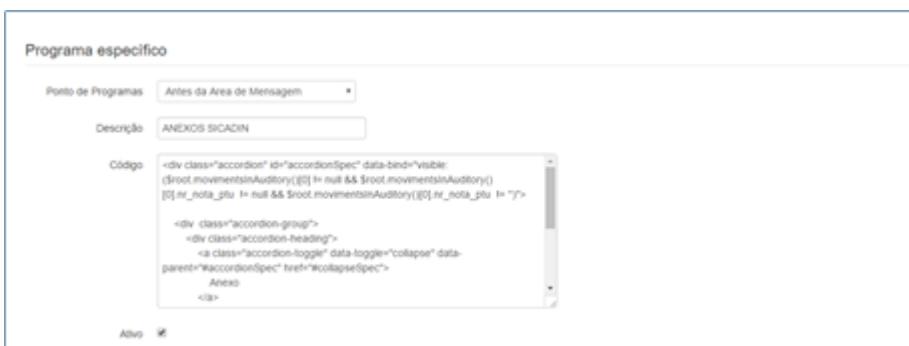 Programa específico
Ponto de Programas Antes da Area de Mensagem
Descrição ANEXOS SICADIN
Código <div class="accordion" id="accordionSpec" data-bind="visible:
($root.movimentsInAuditory()[0] != null && $root.movimentsInAuditory()
[0].nr_nota_ptu != null && $root.movimentsInAuditory()[0].nr_nota_ptu != '')">
<div class="accordion-group">
<div class="accordion-heading">
<a class="accordion-toggle" data-toggle="collapse" data-
parent="#accordionSpec" href="#collapseSpec">
Anexo
</a>
Ativo